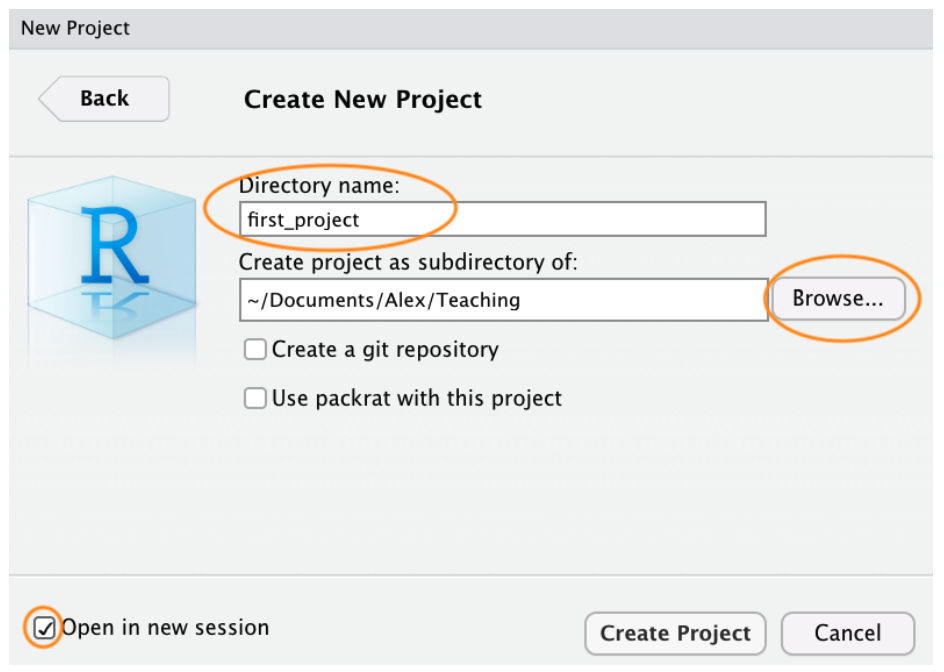 New Project
Back
Create New Project
R
Directory name:
first_project
Create project as subdirectory of:
~/Documents/Alex/Teaching
Browse...
Create a git repository
Use packrat with this project
Open in new session
Create Project
Cancel